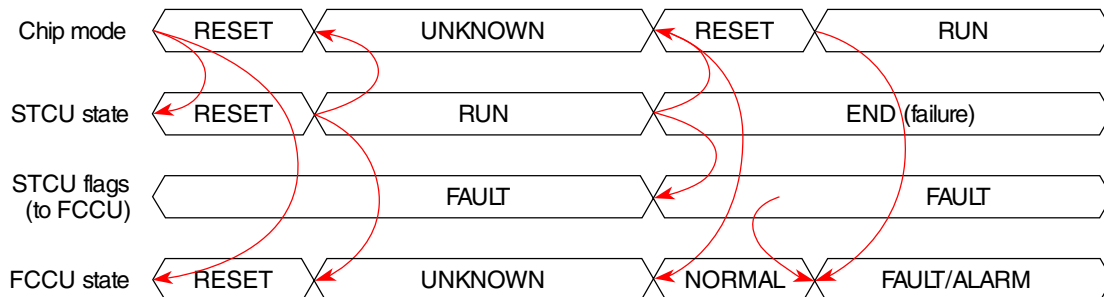 Chip mode RESET UNKNOWN RESET RUN
STCU state RESET RUN END (failure)
STCU flags
(to FCCU) FAULT FAULT
FCCU state RESET UNKNOWN NORMAL FAULT/ALARM